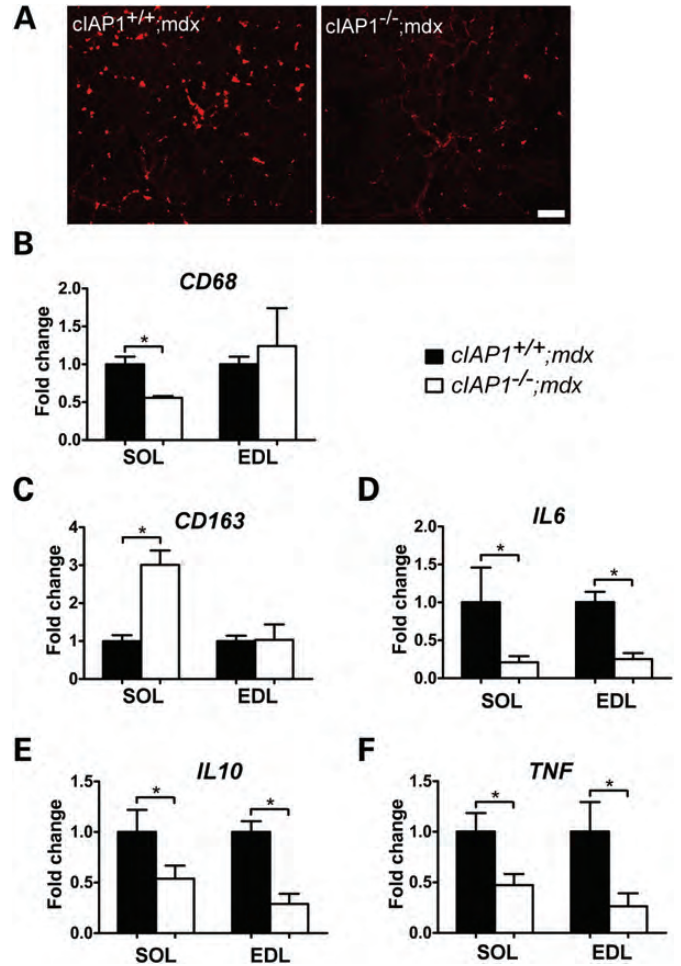 A
cIAP1+/+;mdx
cIAP1-/-;mdx
B
CD68
Fold change
2.0
1.5
1.0
0.5
0.0
*
SOL
EDL
cIAP1+/+;mdx
cIAP1-/-;mdx
C
CD163
Fold change
4
3
2
1
0
*
SOL
EDL
D
IL6
Fold change
2.0
1.5
1.0
0.5
0.0
*
*
SOL
EDL
E
IL10
Fold change
1.5
1.0
0.5
0.0
*
*
SOL
EDL
F
TNF
Fold change
1.5
1.0
0.5
0.0
*
*
SOL
EDL